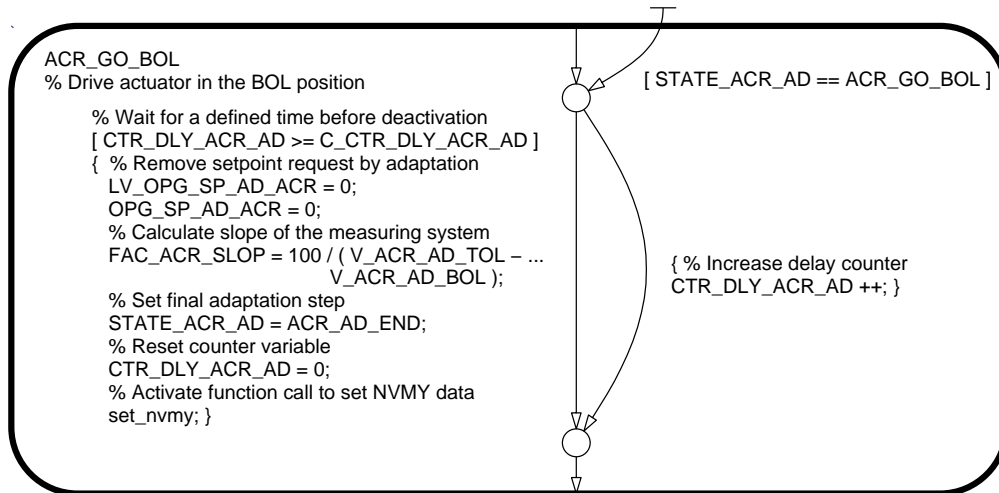 ACR_GO_BOL
% Drive actuator in the BOL position
[ STATE_ACR_AD == ACR_GO_BOL ]
% Wait for a defined time before deactivation
[ CTR_DLY_ACR_AD >= C_CTR_DLY_ACR_AD ]
{ % Remove setpoint request by adaptation
LV_OPG_SP_AD_ACR = 0;
OPG_SP_AD_ACR = 0;
% Calculate slope of the measuring system
FAC_ACR_SLOP = 100 / ( V_ACR_AD_TOL − ...
V_ACR_AD_BOL );
% Set final adaptation step
STATE_ACR_AD = ACR_AD_END;
% Reset counter variable
CTR_DLY_ACR_AD = 0;
% Activate function call to set NVMY data
set_nvmy; }
{ % Increase delay counter
CTR_DLY_ACR_AD ++; }